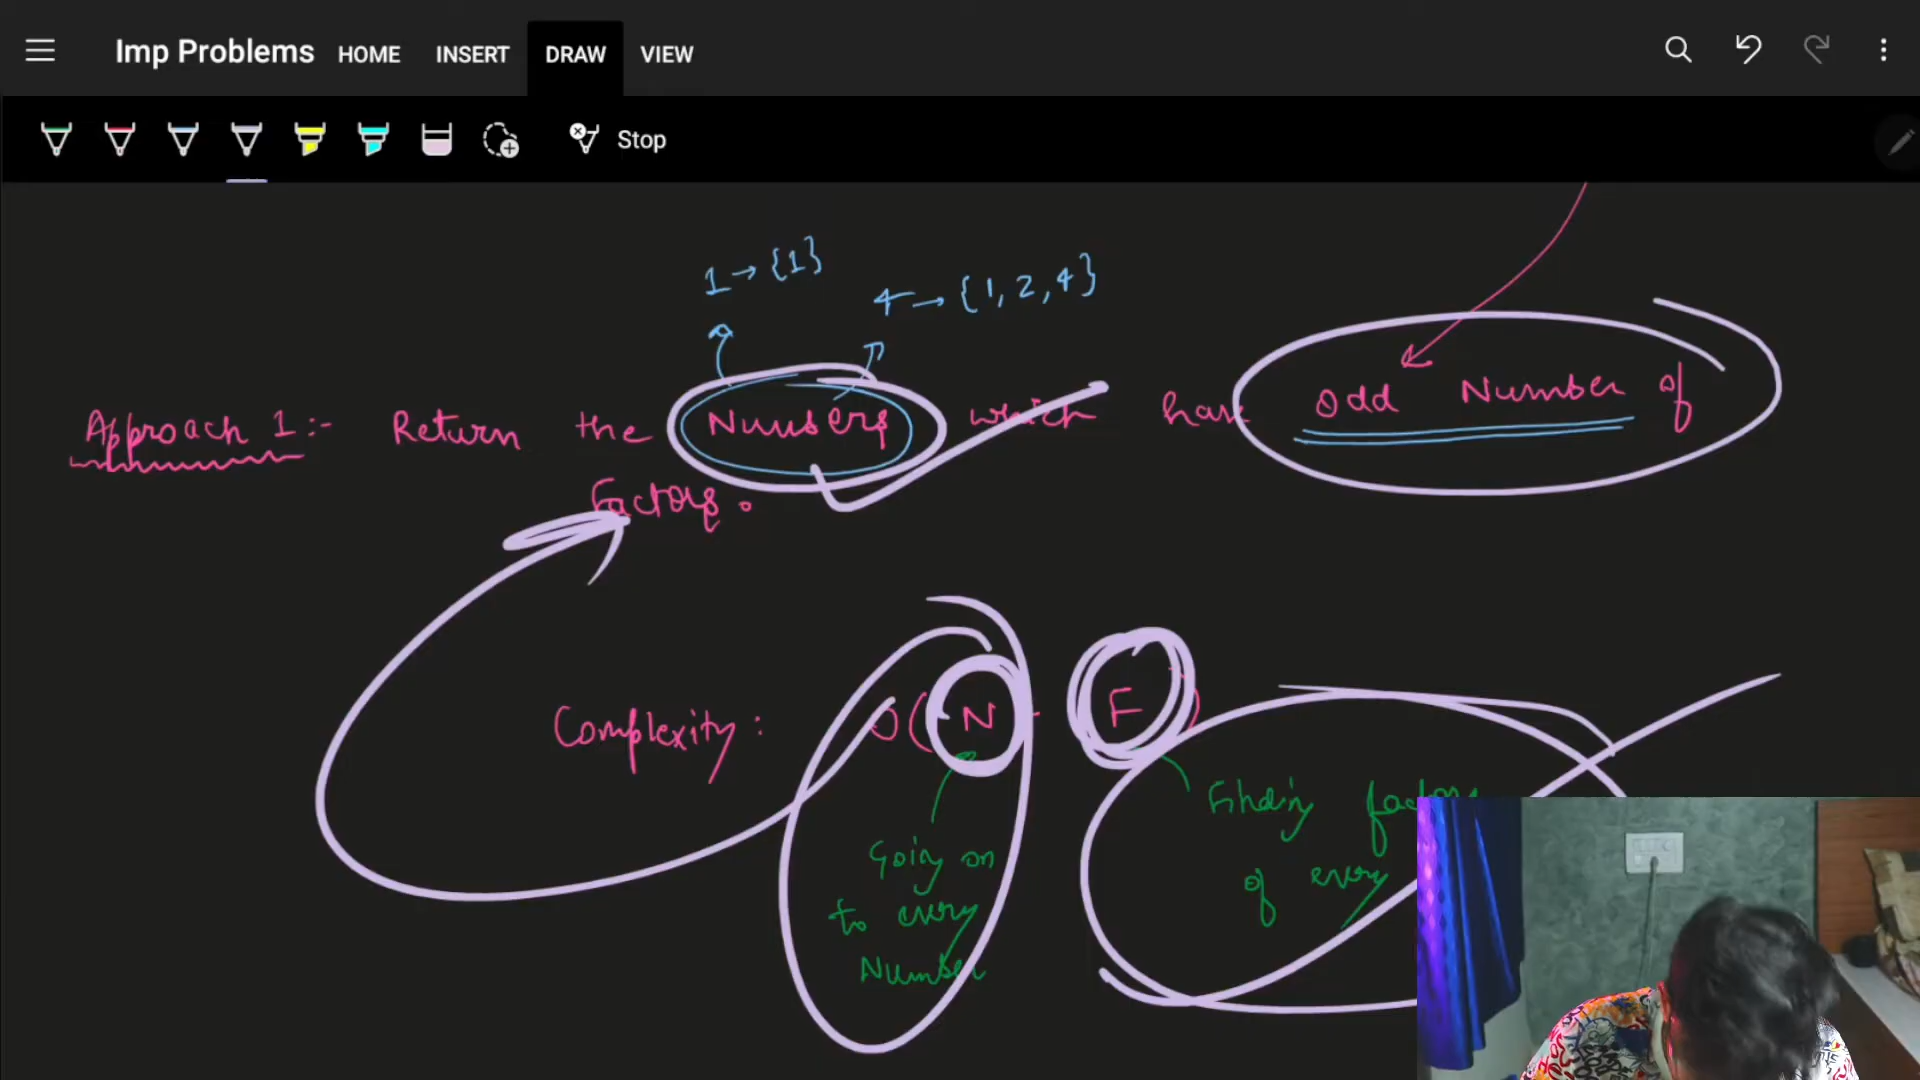 Imp Problems HOME INSERT DRAW VIEW
Stop
1 → {1}
4 → {1, 2, 4}
Approach 1:- Return the Numbers which have Odd Number of
Factors.
Complexity: O(N · F)
Going on
to every
Number
Finding factors
of every